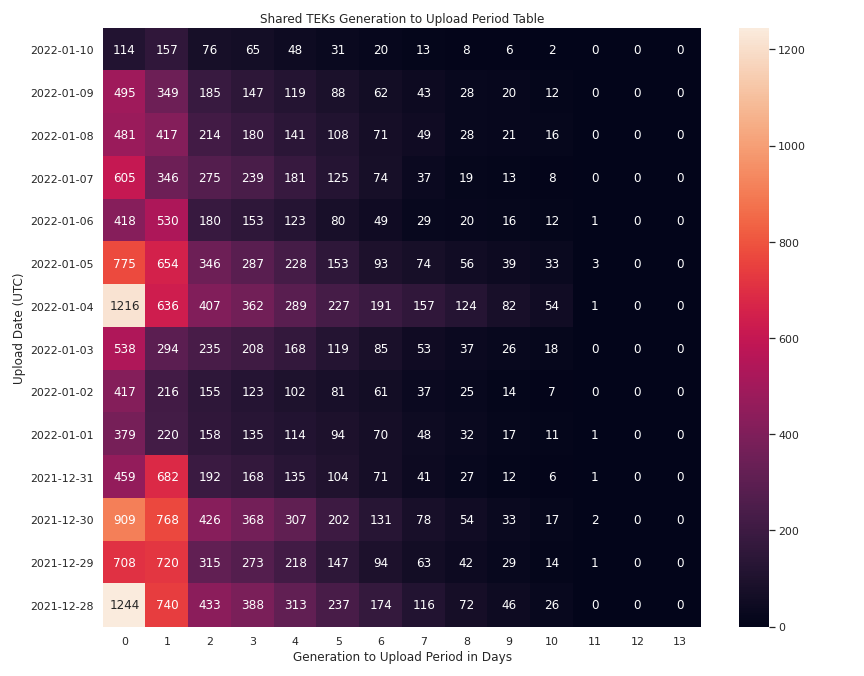 Shared TEKs Generation to Upload Period Table
2022-01-10 114 157 76 65 48 31 20 13 8 6 2 0 0 0
2022-01-09 495 349 185 147 119 88 62 43 28 20 12 0 0 0
2022-01-08 481 417 214 180 141 108 71 49 28 21 16 0 0 0
2022-01-07 605 346 275 239 181 125 74 37 19 13 8 0 0 0
2022-01-06 418 530 180 153 123 80 49 29 20 16 12 1 0 0
2022-01-05 775 654 346 287 228 153 93 74 56 39 33 3 0 0
2022-01-04 1216 636 407 362 289 227 191 157 124 82 54 1 0 0
2022-01-03 538 294 235 208 168 119 85 53 37 26 18 0 0 0
2022-01-02 417 216 155 123 102 81 61 37 25 14 7 0 0 0
2022-01-01 379 220 158 135 114 94 70 48 32 17 11 1 0 0
2021-12-31 459 682 192 168 135 104 71 41 27 12 6 1 0 0
2021-12-30 909 768 426 368 307 202 131 78 54 33 17 2 0 0
2021-12-29 708 720 315 273 218 147 94 63 42 29 14 1 0 0
2021-12-28 1244 740 433 388 313 237 174 116 72 46 26 0 0 0
0 1 2 3 4 5 6 7 8 9 10 11 12 13
Generation to Upload Period in Days
Upload Date (UTC)
1200
1000
800
600
400
200
0